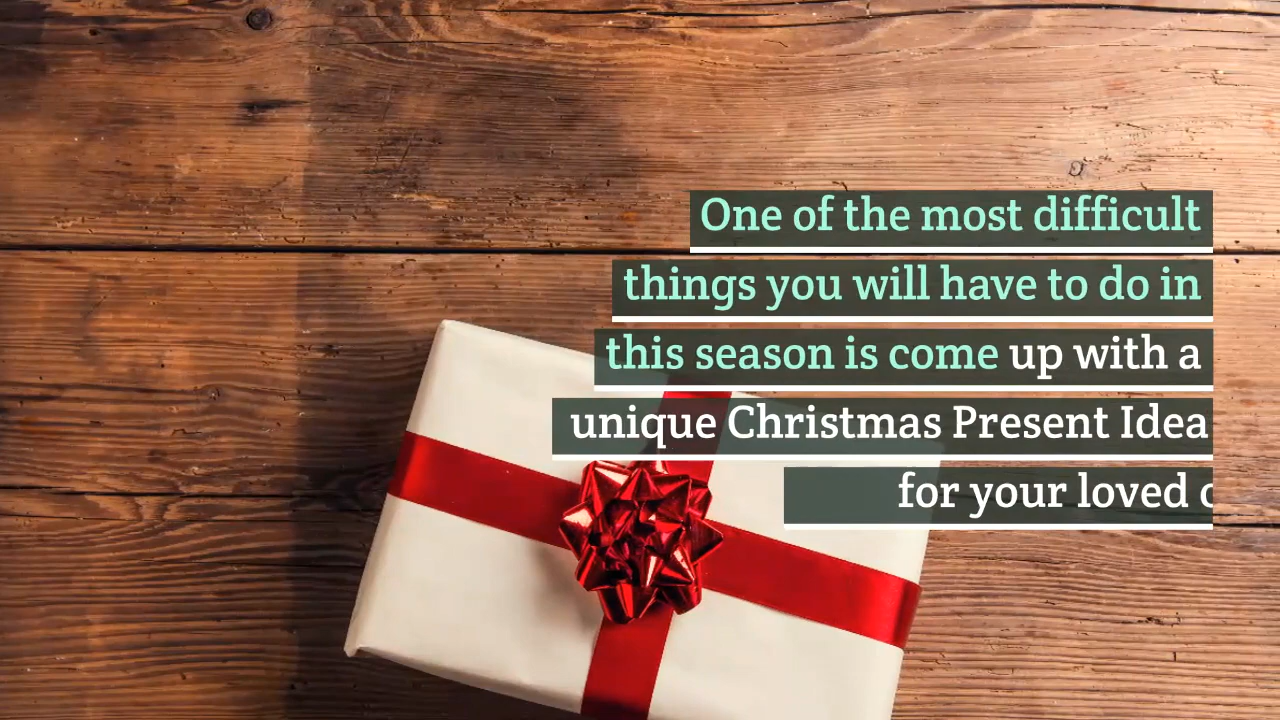 One of the most difficult
things you will have to do in
this season is come up with a
unique Christmas Present Idea
for your loved